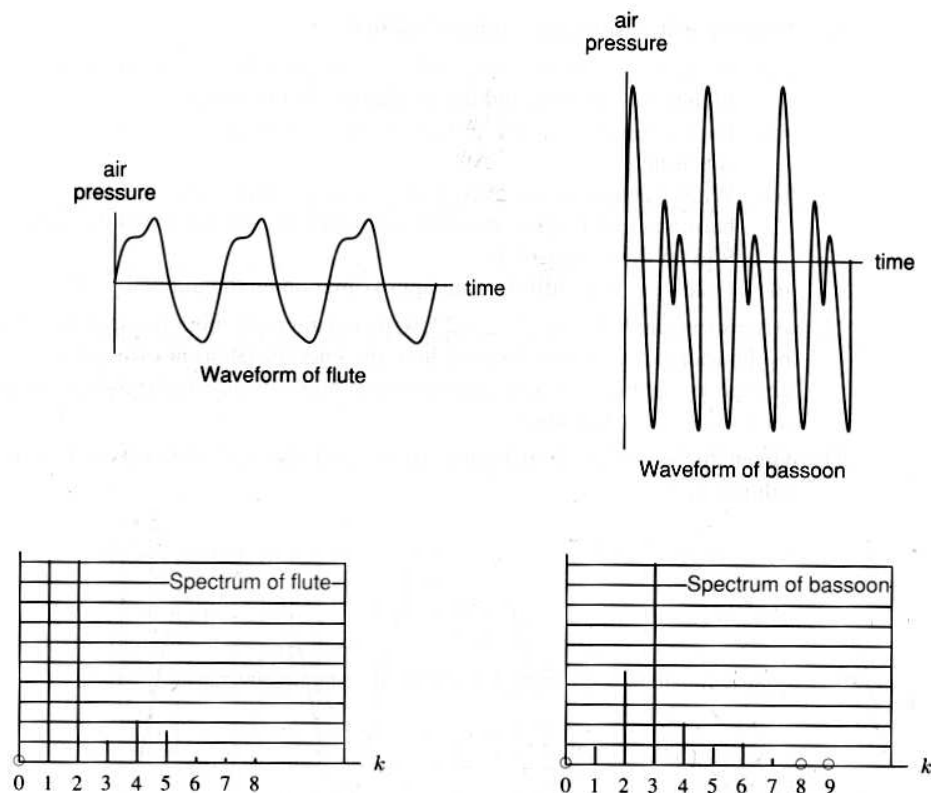 air
pressure
time
Waveform of flute
air
pressure
time
Waveform of bassoon
Spectrum of flute
k
0 1 2 3 4 5 6 7 8
Spectrum of bassoon
k
0 1 2 3 4 5 6 7 8 9